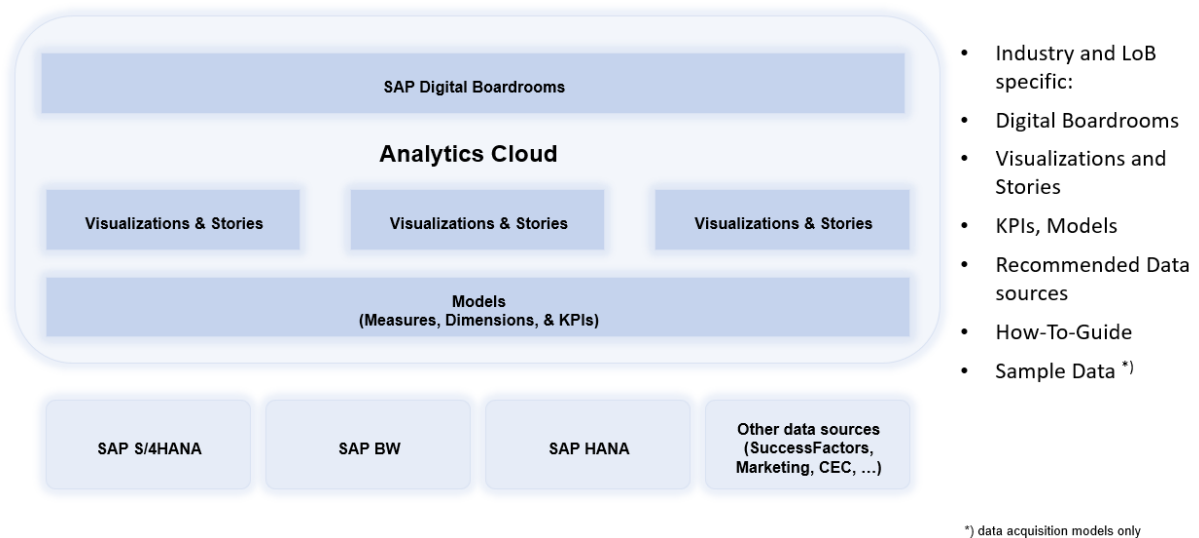 SAP Digital Boardrooms
Analytics Cloud
Visualizations & Stories
Visualizations & Stories
Visualizations & Stories
Models
(Measures, Dimensions, & KPIs)
SAP S/4HANA
SAP BW
SAP HANA
Other data sources
(SuccessFactors,
Marketing, CEC, …)
• Industry and LoB
specific:
• Digital Boardrooms
• Visualizations and
Stories
• KPIs, Models
• Recommended Data
sources
• How-To-Guide
• Sample Data *)
*) data acquisition models only